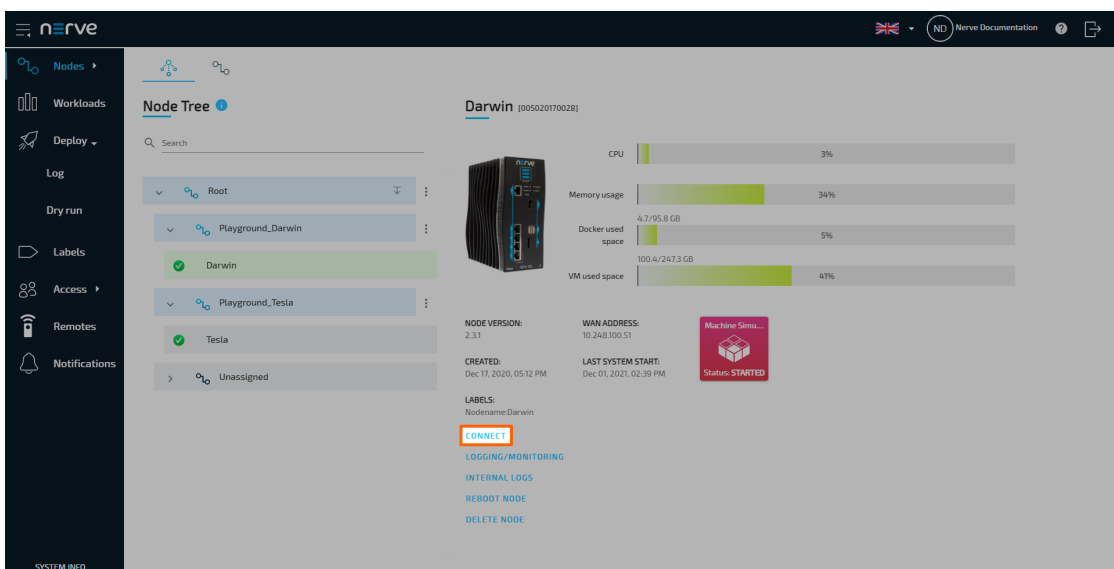 nerve
ND Nerve Documentation
Nodes
Workloads
Deploy
Log
Dry run
Labels
Access
Remotes
Notifications
SYSTEM INFO
Node Tree
Search
Root
Playground_Darwin
Darwin
Playground_Tesla
Tesla
Unassigned
Darwin [005020170028]
nerve
CPU 3%
Memory usage 34%
4.7/95.8 GB
Docker used space 5%
100.4/247.3 GB
VM used space 41%
NODE VERSION:
2.3.1
WAN ADDRESS:
10.248.100.51
CREATED:
Dec 17, 2020, 05:12 PM
LAST SYSTEM START:
Dec 01, 2021, 02:39 PM
LABELS:
Nodename:Darwin
Machine Simu...
Status: STARTED
CONNECT
LOGGING/MONITORING
INTERNAL LOGS
REBOOT NODE
DELETE NODE